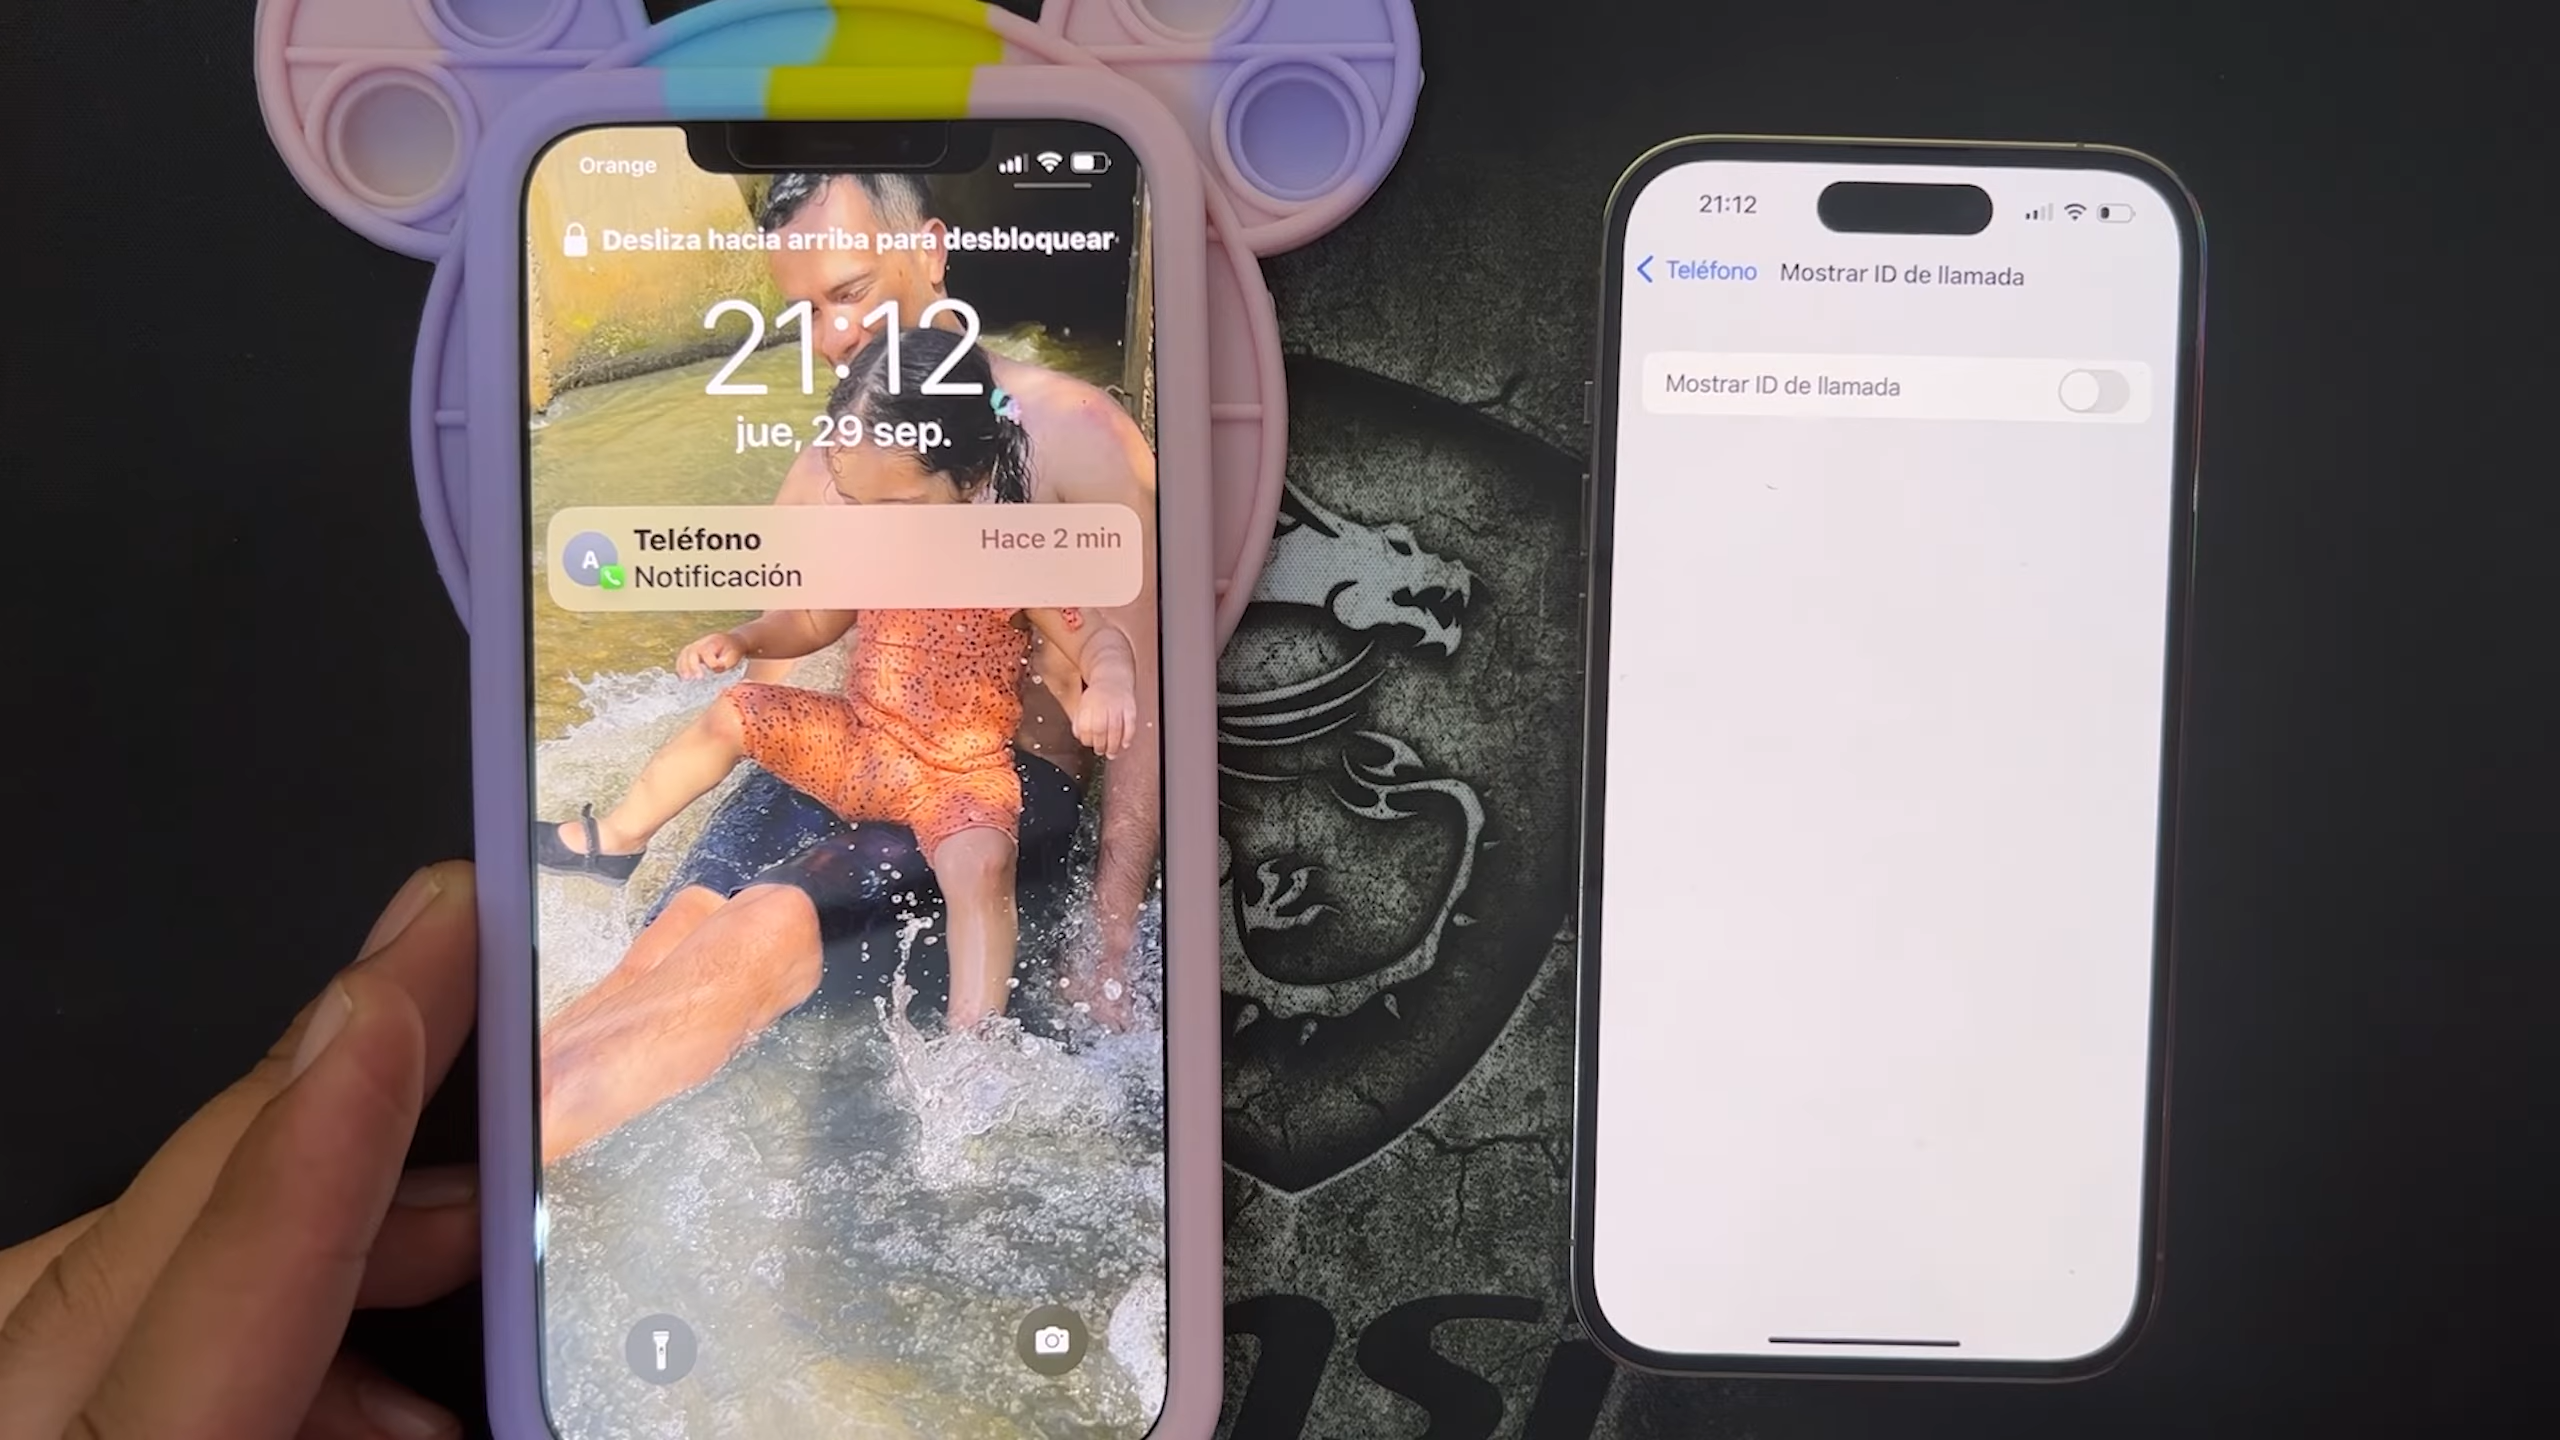 Orange
Desliza hacia arriba para desbloquear
21:12
jue, 29 sep.
A
Teléfono
Hace 2 min
Notificación
21:12
Teléfono
Mostrar ID de llamada
Mostrar ID de llamada
msi